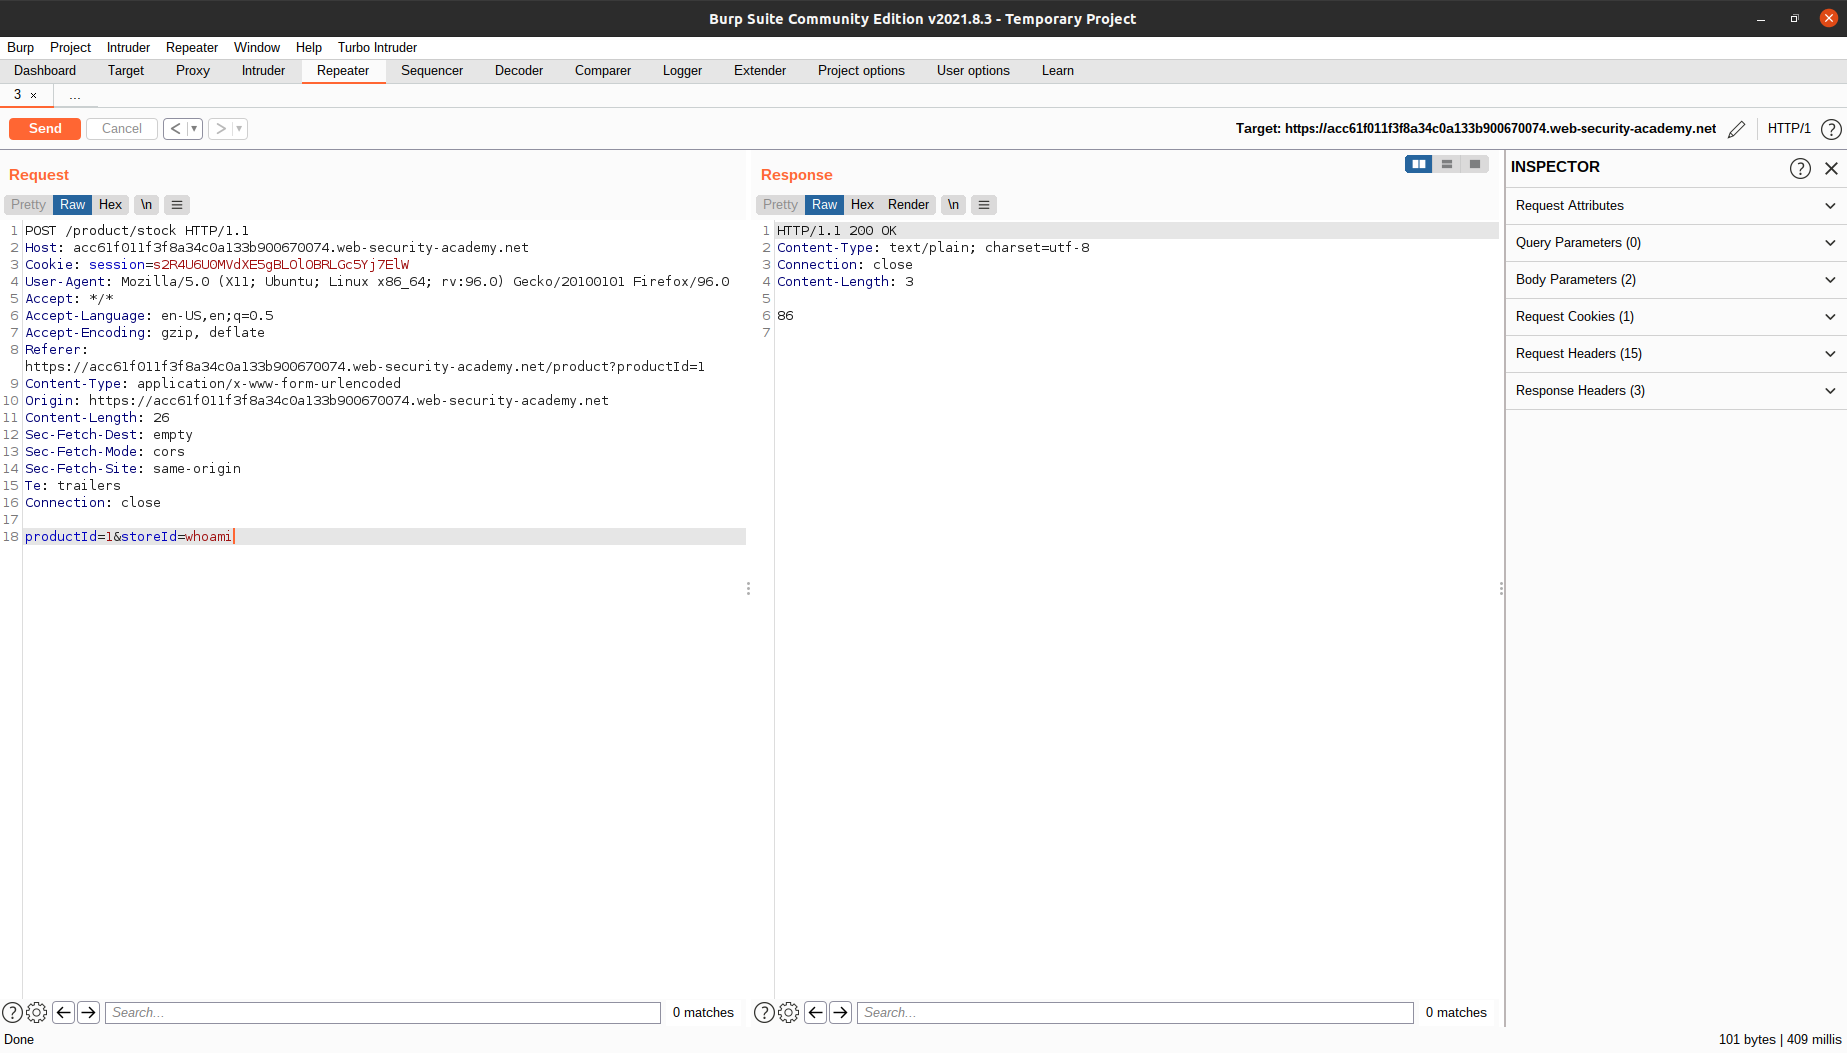 Burp Suite Community Edition v2021.8.3 - Temporary Project
Burp Project Intruder Repeater Window Help Turbo Intruder
Dashboard Target Proxy Intruder Repeater Sequencer Decoder Comparer Logger Extender Project options User options Learn
3 × ...
Send Cancel < > Target: https://acc61f011f3f8a34c0a133b900670074.web-security-academy.net HTTP/1 ?
Request
Pretty Raw Hex \n
1 POST /product/stock HTTP/1.1
2 Host: acc61f011f3f8a34c0a133b900670074.web-security-academy.net
3 Cookie: session=s2R4U6U0MVdXE5gBLOlOBRLGc5Yj7ElW
4 User-Agent: Mozilla/5.0 (X11; Ubuntu; Linux x86_64; rv:96.0) Gecko/20100101 Firefox/96.0
5 Accept: */*
6 Accept-Language: en-US,en;q=0.5
7 Accept-Encoding: gzip, deflate
8 Referer:
https://acc61f011f3f8a34c0a133b900670074.web-security-academy.net/product?productId=1
9 Content-Type: application/x-www-form-urlencoded
10 Origin: https://acc61f011f3f8a34c0a133b900670074.web-security-academy.net
11 Content-Length: 26
12 Sec-Fetch-Dest: empty
13 Sec-Fetch-Mode: cors
14 Sec-Fetch-Site: same-origin
15 Te: trailers
16 Connection: close
17
18 productId=1&storeId=whoami
? Search... 0 matches
Response
Pretty Raw Hex Render \n
1 HTTP/1.1 200 OK
2 Content-Type: text/plain; charset=utf-8
3 Connection: close
4 Content-Length: 3
5
6 86
7
? Search... 0 matches
INSPECTOR ?
Request Attributes
Query Parameters (0)
Body Parameters (2)
Request Cookies (1)
Request Headers (15)
Response Headers (3)
Done 101 bytes | 409 millis